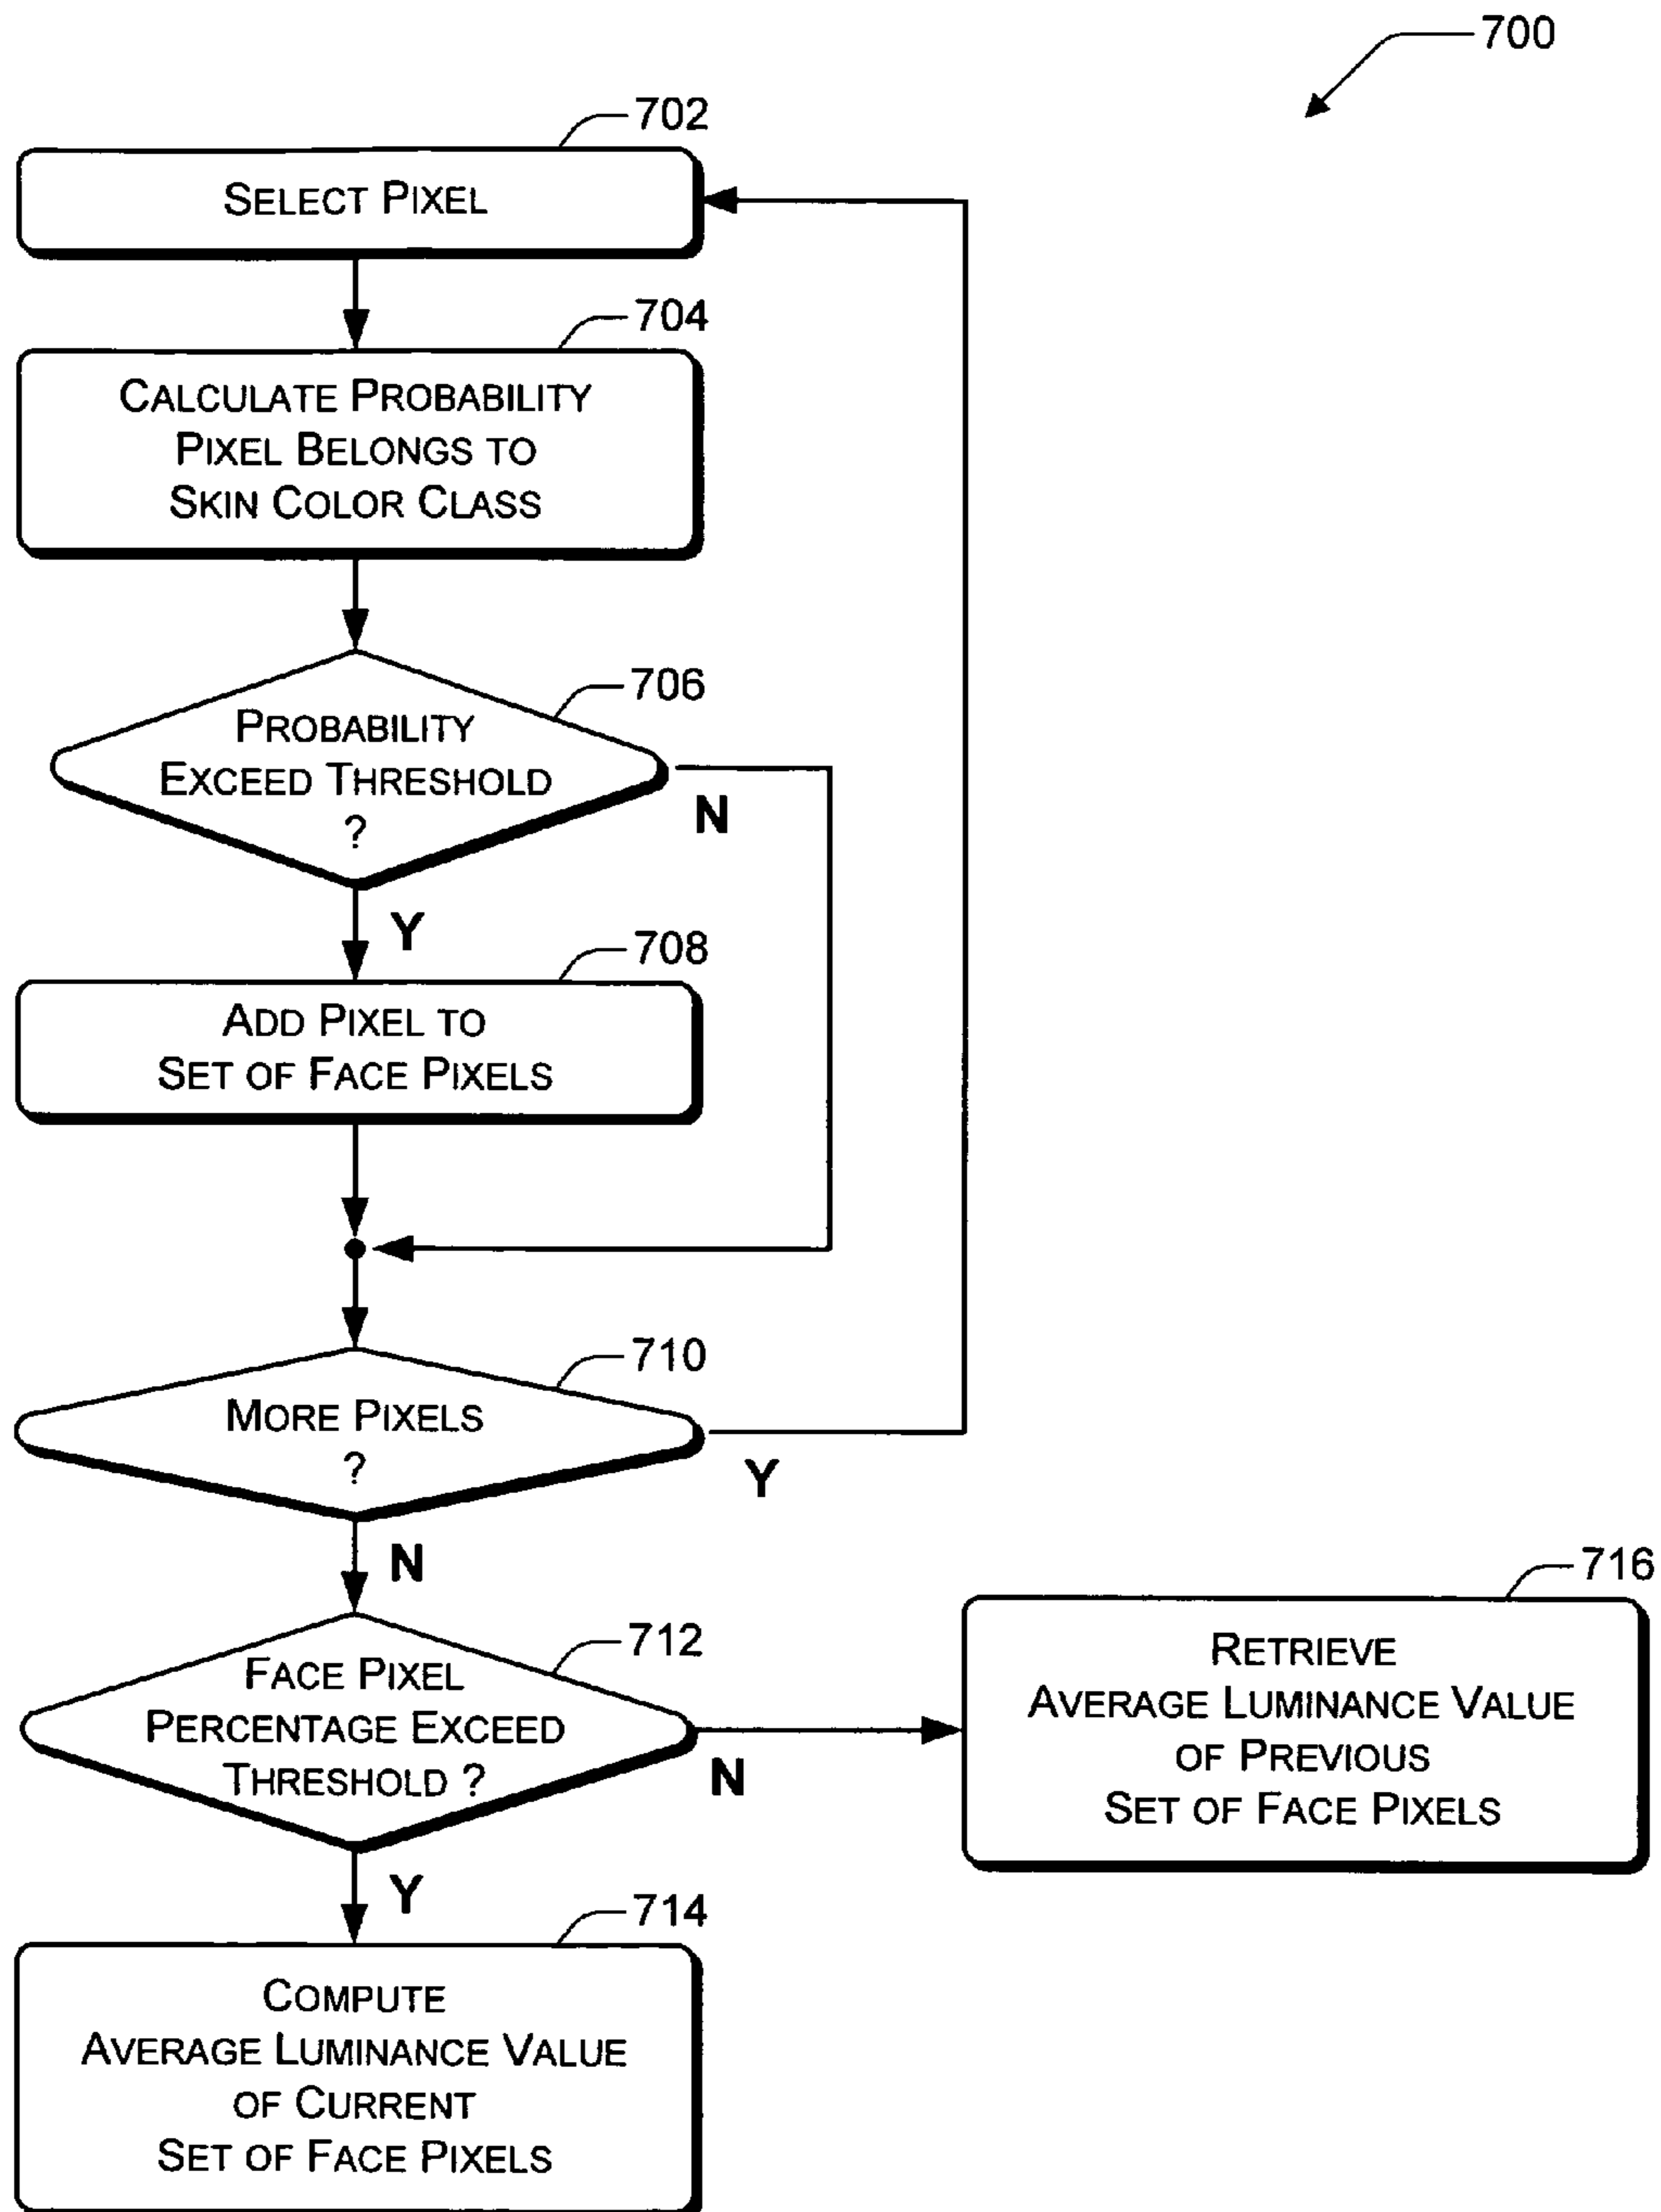 700
702
SELECT PIXEL
704
CALCULATE PROBABILITY
PIXEL BELONGS TO
SKIN COLOR CLASS
706
PROBABILITY
EXCEED THRESHOLD
?
N
Y
708
ADD PIXEL TO
SET OF FACE PIXELS
710
MORE PIXELS
?
Y
N
712
FACE PIXEL
PERCENTAGE EXCEED
THRESHOLD ?
N
Y
716
RETRIEVE
AVERAGE LUMINANCE VALUE
OF PREVIOUS
SET OF FACE PIXELS
714
COMPUTE
AVERAGE LUMINANCE VALUE
OF CURRENT
SET OF FACE PIXELS